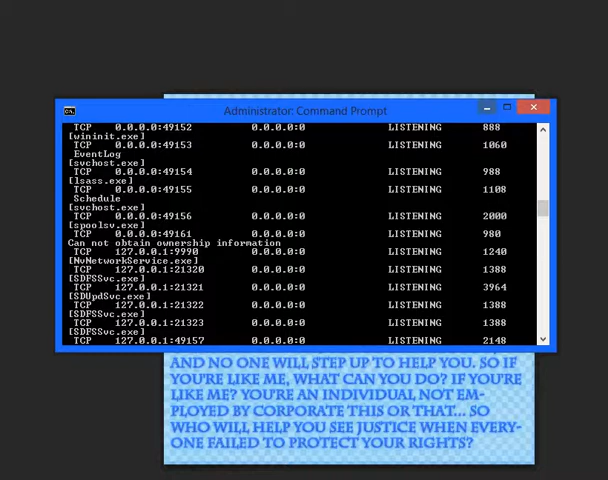 Administrator: Command Prompt
TCP 0.0.0.0:49152 0.0.0.0:0 LISTENING 888
[wininit.exe]
TCP 0.0.0.0:49153 0.0.0.0:0 LISTENING 1060
EventLog
[svchost.exe]
TCP 0.0.0.0:49154 0.0.0.0:0 LISTENING 988
[lsass.exe]
TCP 0.0.0.0:49155 0.0.0.0:0 LISTENING 1108
Schedule
[svchost.exe]
TCP 0.0.0.0:49156 0.0.0.0:0 LISTENING 2000
[spoolsv.exe]
TCP 0.0.0.0:49161 0.0.0.0:0 LISTENING 980
Can not obtain ownership information
TCP 127.0.0.1:9990 0.0.0.0:0 LISTENING 1240
[NvNetworkService.exe]
TCP 127.0.0.1:21320 0.0.0.0:0 LISTENING 1388
[SDFSSvc.exe]
TCP 127.0.0.1:21321 0.0.0.0:0 LISTENING 3964
[SDUpdSvc.exe]
TCP 127.0.0.1:21322 0.0.0.0:0 LISTENING 1388
[SDFSSvc.exe]
TCP 127.0.0.1:21323 0.0.0.0:0 LISTENING 1388
[SDFSSvc.exe]
TCP 127.0.0.1:49157 0.0.0.0:0 LISTENING 2148
AND NO ONE WILL STEP UP TO HELP YOU. SO IF
YOU'RE LIKE ME, WHAT CAN YOU DO? IF YOU'RE
LIKE ME? YOU'RE AN INDIVIDUAL NOT EM-
PLOYED BY CORPORATE THIS OR THAT... SO
WHO WILL HELP YOU SEE JUSTICE WHEN EVERY-
ONE FAILED TO PROTECT YOUR RIGHTS?